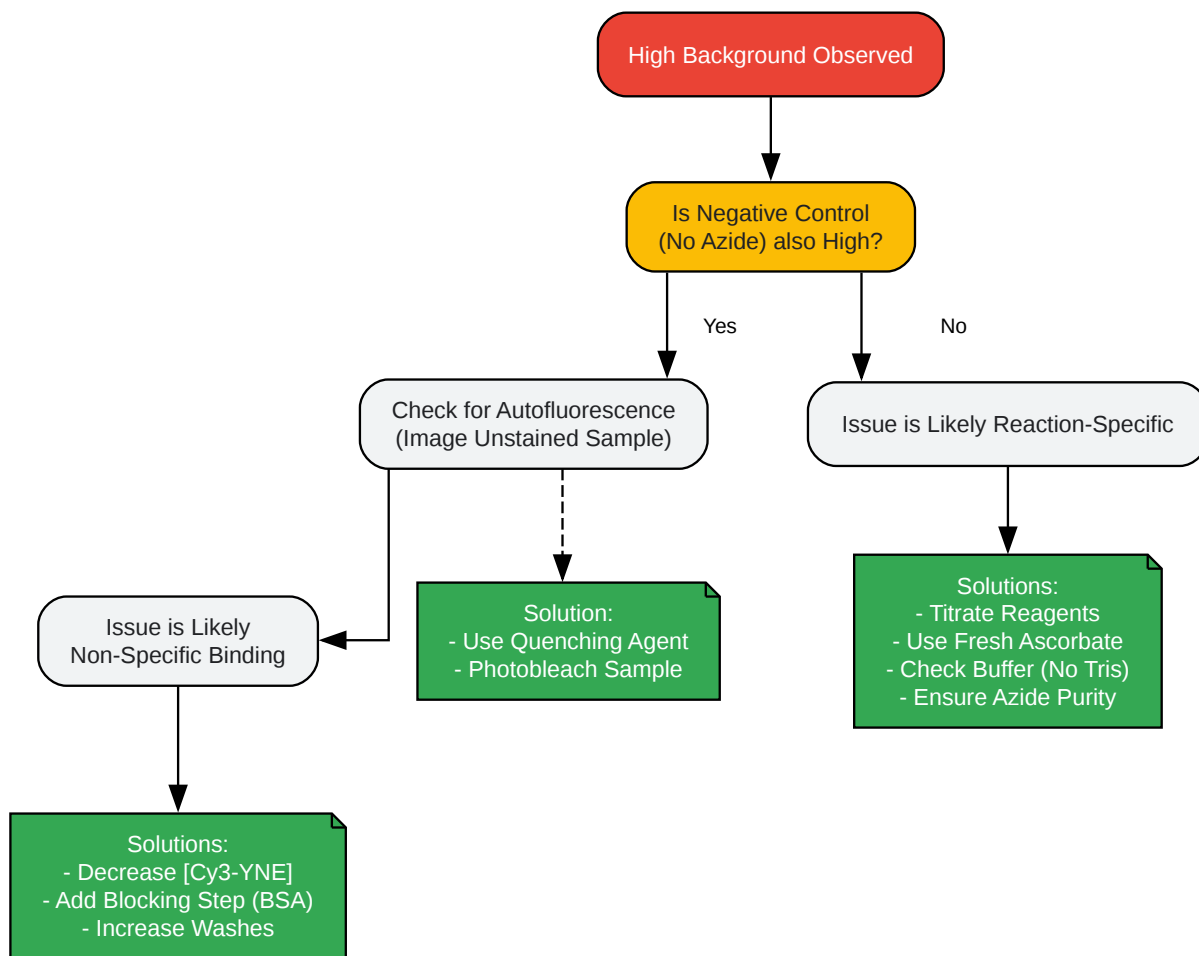 High Background Observed
Is Negative Control
(No Azide) also High?
Yes
No
Check for Autofluorescence
(Image Unstained Sample)
Issue is Likely Reaction-Specific
Issue is Likely
Non-Specific Binding
Solution:
- Use Quenching Agent
- Photobleach Sample
Solutions:
- Titrate Reagents
- Use Fresh Ascorbate
- Check Buffer (No Tris)
- Ensure Azide Purity
Solutions:
- Decrease [Cy3-YNE]
- Add Blocking Step (BSA)
- Increase Washes